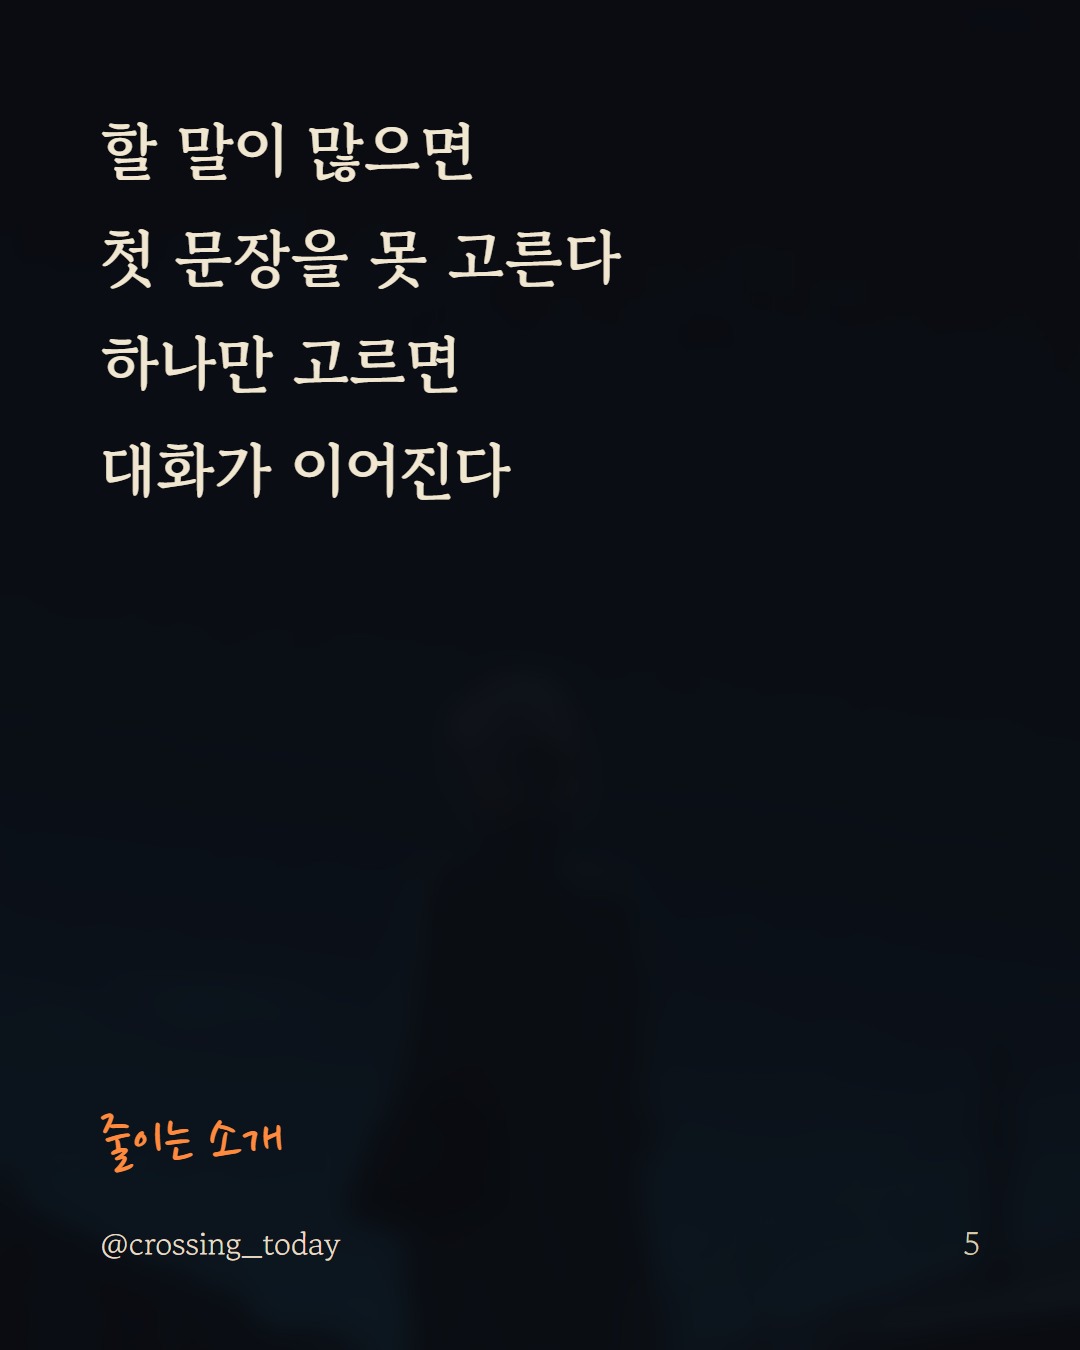 할 말이 많으면
첫 문장을 못 고른다
하나만 고르면
대화가 이어진다
줄이는 소개
@crossing_today
5